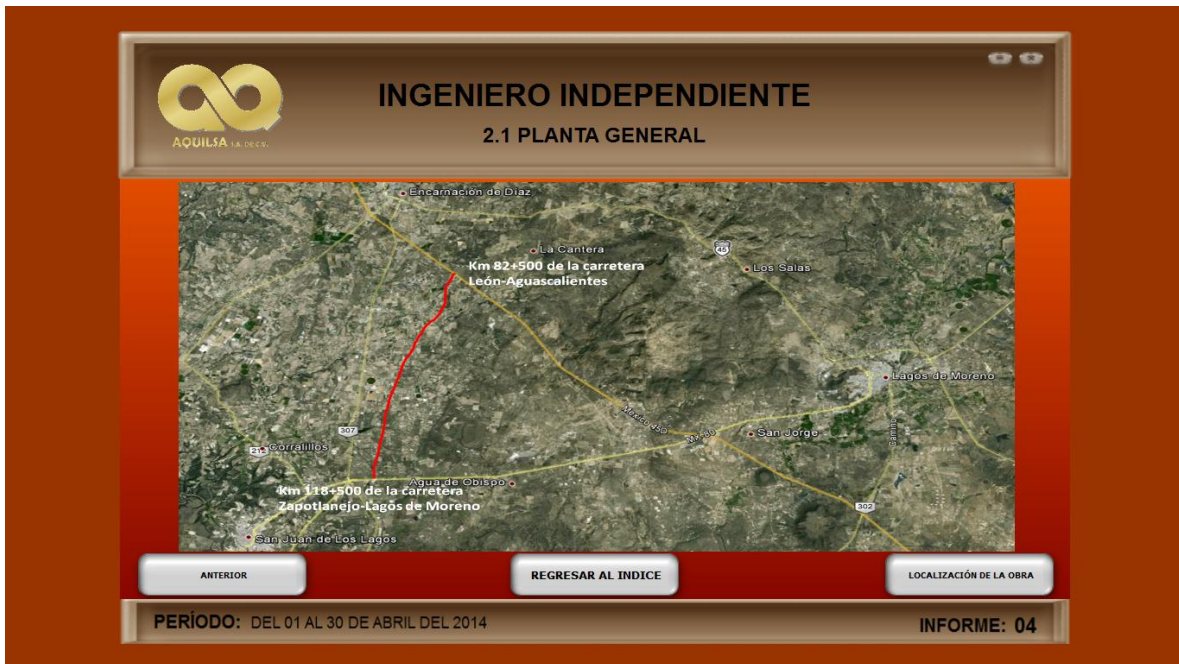 INGENIERO INDEPENDIENTE
2.1 PLANTA GENERAL
AQUILSA S.A. DE C.V.
Encarnación de Díaz
La Cantera
Km 82+500 de la carretera
León-Aguascalientes
45
Los Salas
Lagos de Moreno
México 45D
MX-80
San Jorge
307
Corralillos
Agua de Obispo
Km 118+500 de la carretera
Zapotlanejo-Lagos de Moreno
302
San Juan de Los Lagos
ANTERIOR
REGRESAR AL INDICE
LOCALIZACIÓN DE LA OBRA
PERÍODO: DEL 01 AL 30 DE ABRIL DEL 2014
INFORME: 04